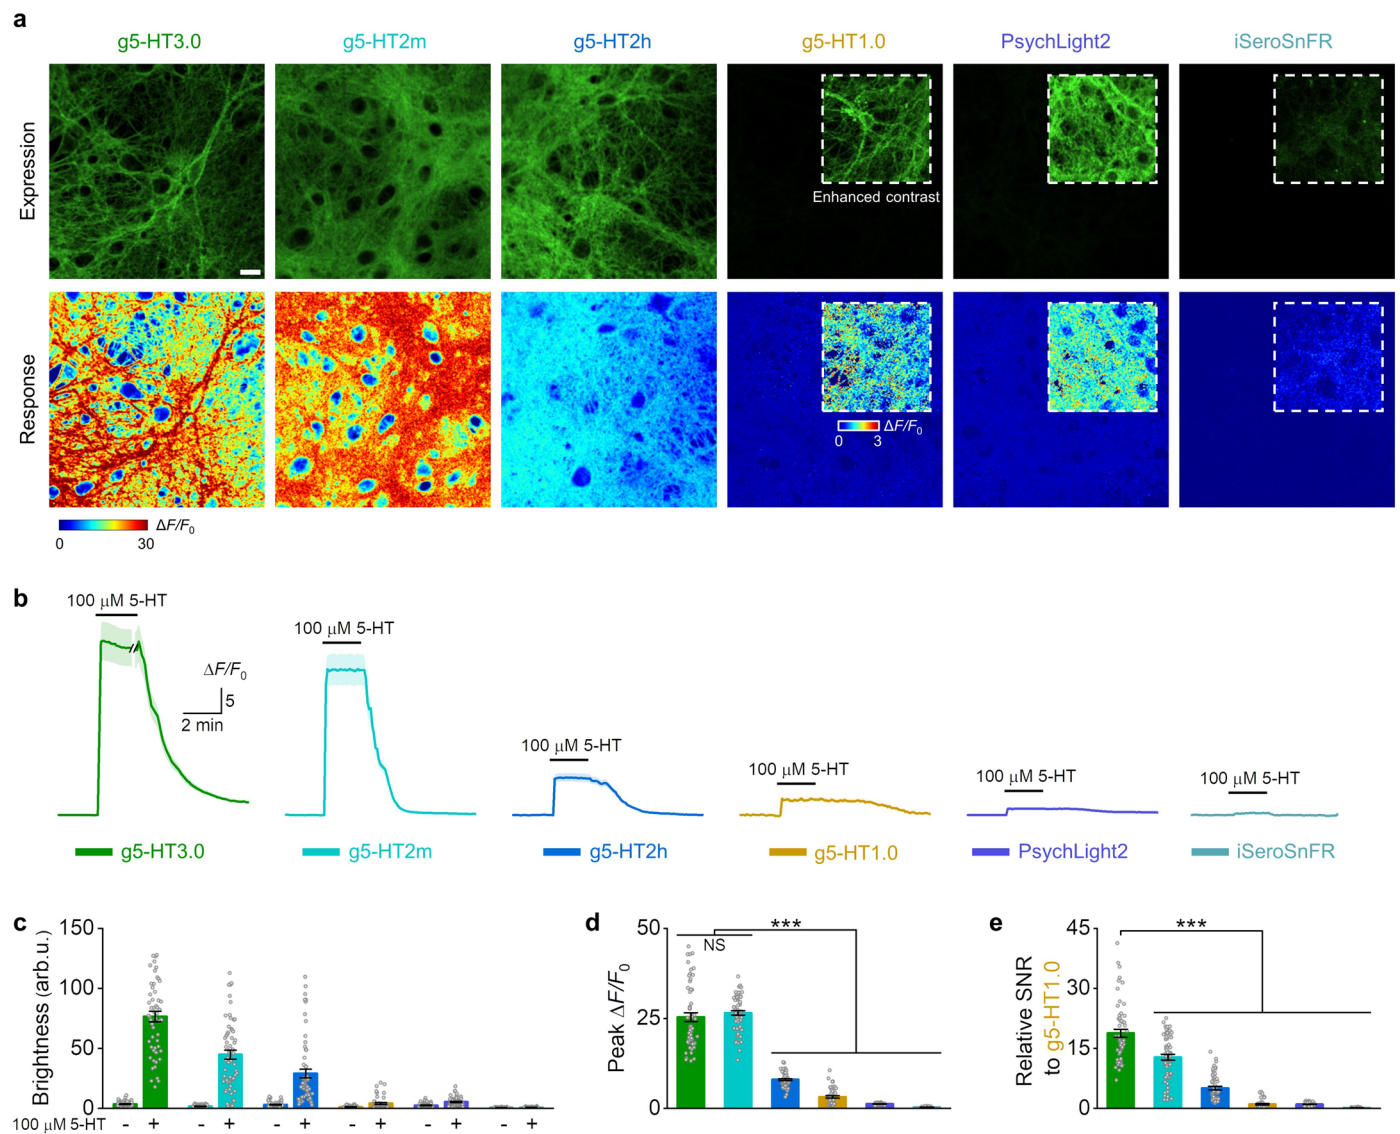 a
g5-HT3.0 g5-HT2m g5-HT2h g5-HT1.0 PsychLight2 iSeroSnFR
Expression
Enhanced contrast
Response
ΔF/F0
0 3
ΔF/F0
0 30
b
100 μM 5-HT
ΔF/F0
5
2 min
100 μM 5-HT
100 μM 5-HT
100 μM 5-HT
100 μM 5-HT
100 μM 5-HT
g5-HT3.0 g5-HT2m g5-HT2h g5-HT1.0 PsychLight2 iSeroSnFR
c
Brightness (arb.u.)
150
100
50
0
100 μM 5-HT - + - + - + - + - + - +
d
Peak ΔF/F0
50
25
0
NS
***
e
Relative SNR
to g5-HT1.0
45
30
15
0
***